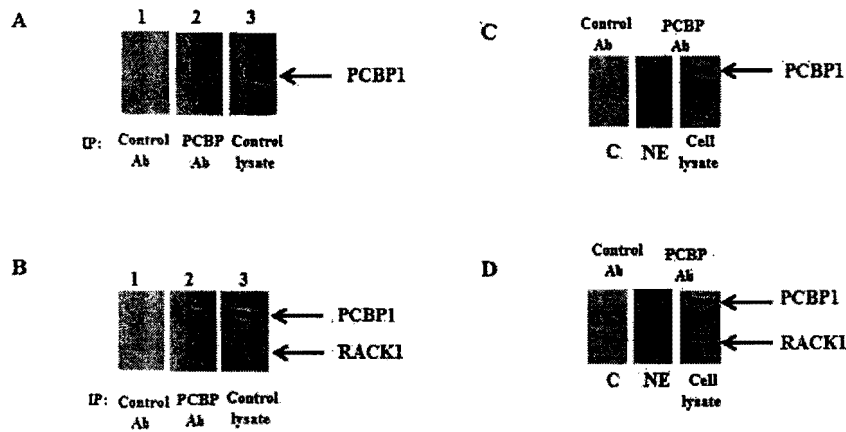 A
1 2 3
PCBP1
IP: Control Ab PCBP Ab Control lysate
C
Control Ab PCBP Ab
PCBP1
C NE Cell lysate
B
1 2 3
PCBP1
RACK1
IP: Control Ab PCBP Ab Control lysate
D
Control Ab PCBP Ab
PCBP1
RACK1
C NE Cell lysate